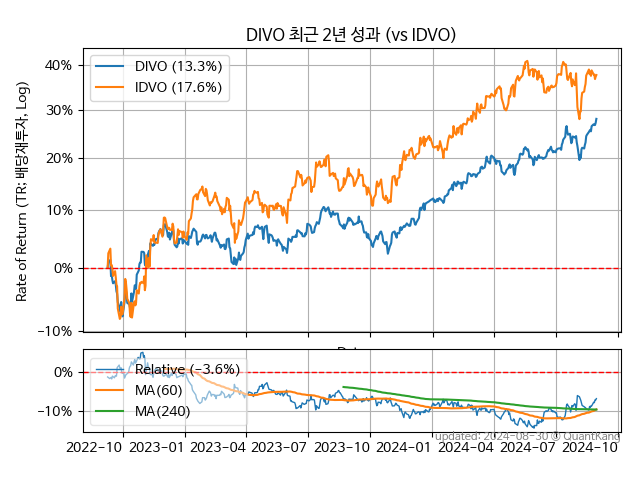 DIVO 최근 2년 성과 (vs IDVO)
Rate of Return (TR: 배당재투자, Log)
40%
30%
20%
10%
0%
−10%
DIVO (13.3%)
IDVO (17.6%)
0%
−10%
Relative (−3.6%)
MA(60)
MA(240)
updated: 2024-08-30 © QuantKang
2022−10 2023−01 2023−04 2023−07 2023−10 2024−01 2024−04 2024−07 2024−10